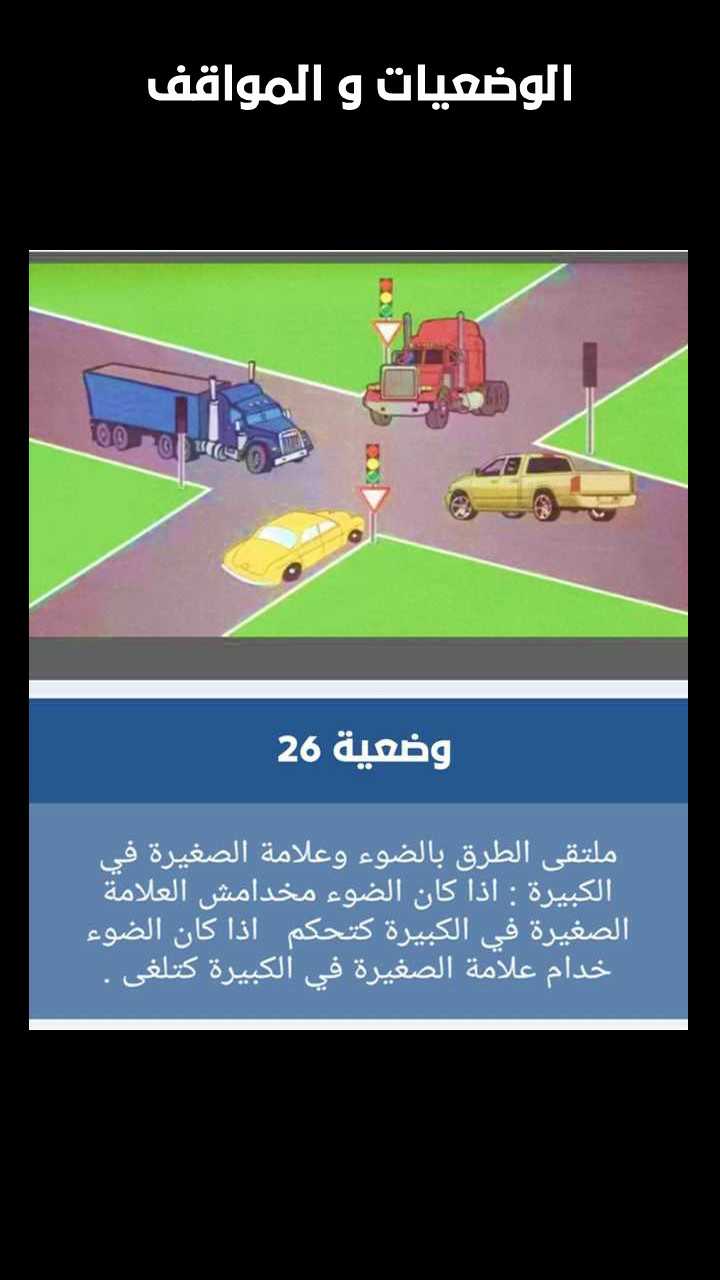 الوضعيات و المواقف
وضعية 26
ملتقى الطرق بالضوء وعلامة الصغيرة في
الكبيرة : اذا كان الضوء مخدامش العلامة
الصغيرة في الكبيرة كتحكم   اذا كان الضوء
خدام علامة الصغيرة في الكبيرة كتلغى .